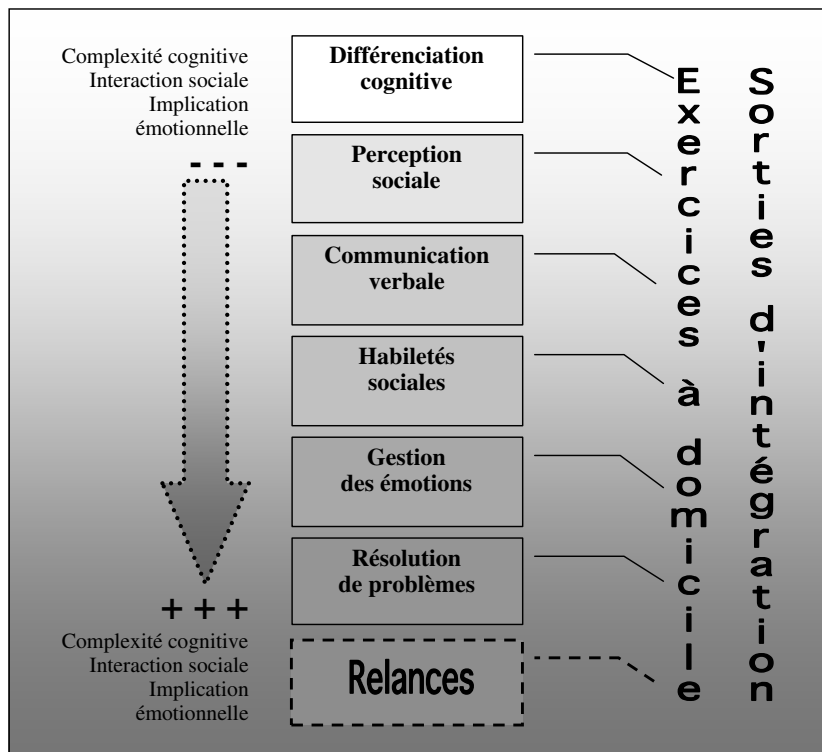 Complexité cognitive
Interaction sociale
Implication
émotionnelle
- - -
Différenciation
cognitive
Perception
sociale
Communication
verbale
Habiletés
sociales
Gestion
des émotions
Résolution
de problèmes
Relances
+ + +
Complexité cognitive
Interaction sociale
Implication
émotionnelle
Exercices à domicile
Sorties d'intégration